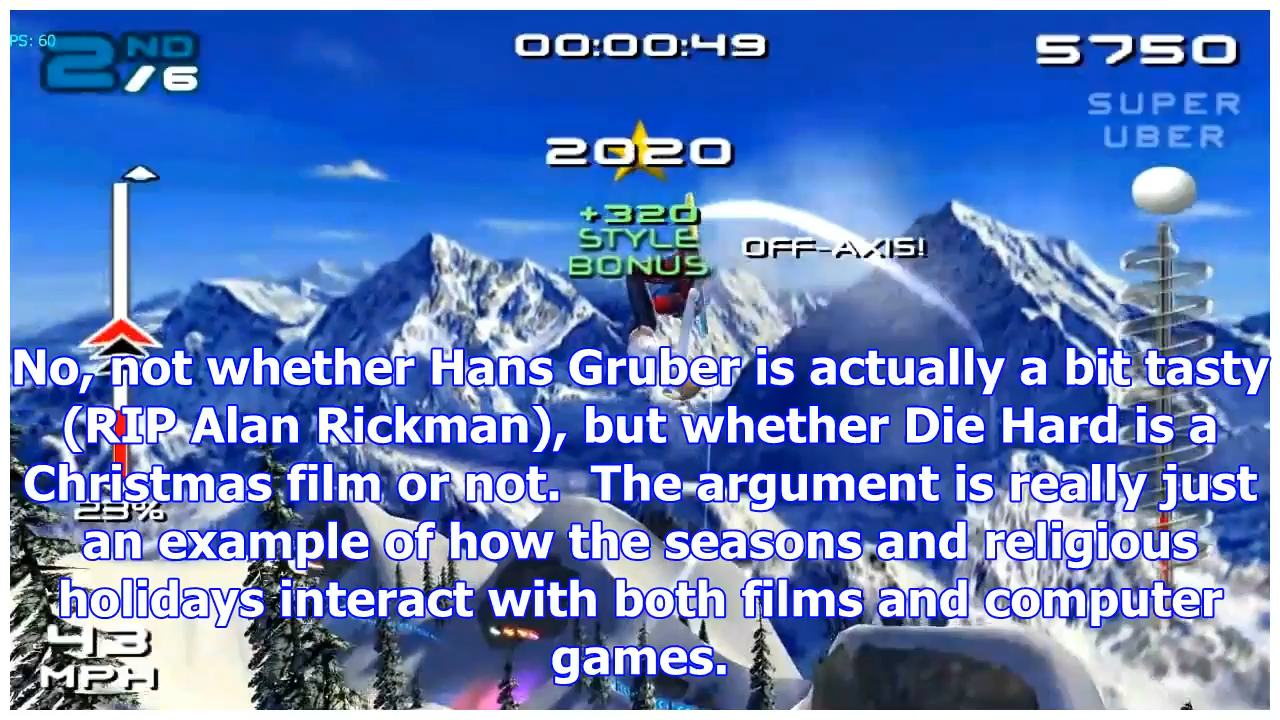 PS: 60
2ND
/6
00:00:49
5750
SUPER
UBER
2020
+320
STYLE
BONUS
OFF-AXIS!
No, not whether Hans Gruber is actually a bit tasty
(RIP Alan Rickman), but whether Die Hard is a
Christmas film or not.  The argument is really just
an example of how the seasons and religious
holidays interact with both films and computer
games.
23%
43
MPH